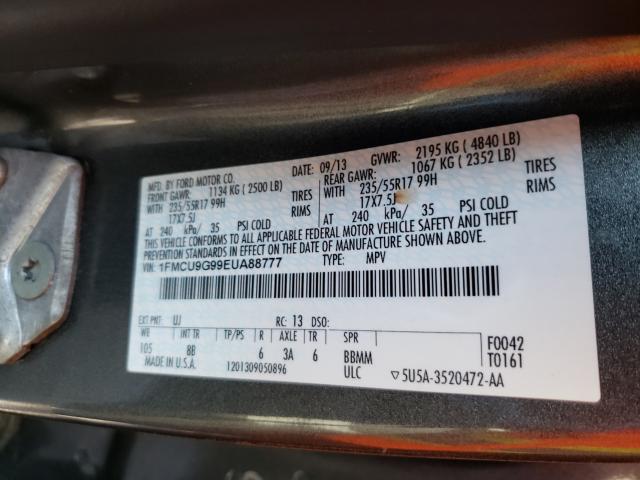 MFD. BY FORD MOTOR CO.
DATE: 09/13 GVWR: 2195 KG ( 4840 LB)
FRONT GAWR: 1134 KG ( 2500 LB)
REAR GAWR: 1067 KG ( 2352 LB)
WITH 235/55R17 99H TIRES
17X7.5J RIMS
AT 240 kPa/ 35 PSI COLD
WITH 235/55R17 99H TIRES
17X7.5J RIMS
AT 240 kPa/ 35 PSI COLD
THIS VEHICLE CONFORMS TO ALL APPLICABLE FEDERAL MOTOR VEHICLE SAFETY AND THEFT
PREVENTION STANDARDS IN EFFECT ON THE DATE OF MANUFACTURE SHOWN ABOVE.
1FMCU9G99EUA88777 TYPE: MPV
EXT PNT: UJ RC: 13 DSO:
WB INT TR TP/PS R AXLE TR SPR
105 8B 6 3A 6 BBMM
MADE IN U.S.A. 1201309050896 ULC
F0042
T0161
▽5U5A-3520472-AA